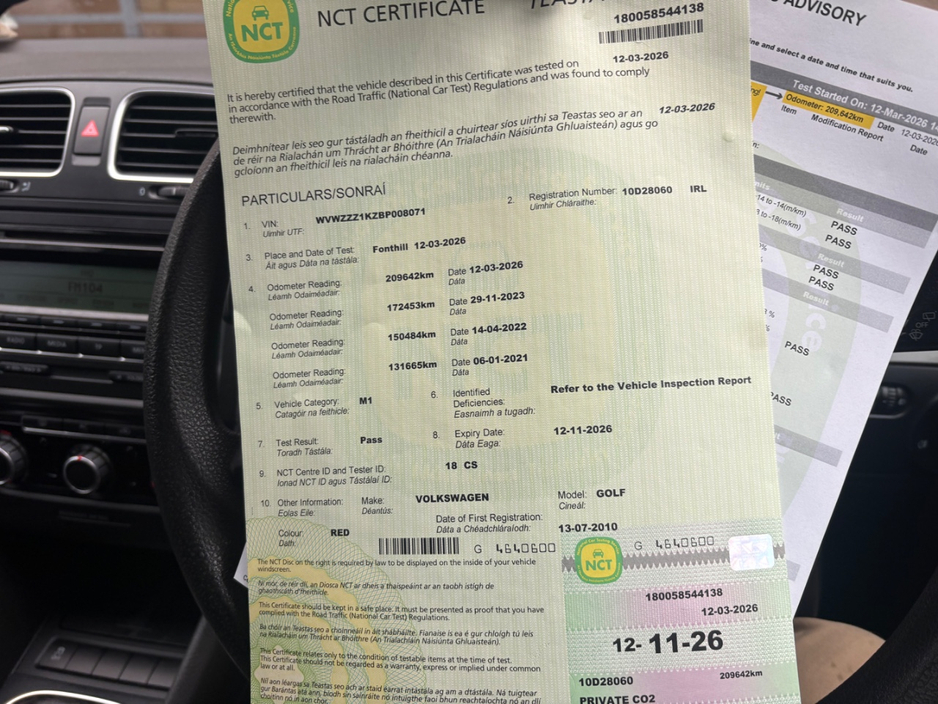 NCT
NCT CERTIFICATE
180058544138
It is hereby certified that the vehicle described in this Certificate was tested on 12-03-2026
in accordance with the Road Traffic (National Car Test) Regulations and was found to comply
therewith.
Deimhnítear leis seo gur tástáladh an fheithicil a chuirtear síos uirthi sa Teastas seo ar an 12-03-2026
de réir na Rialachán um Thrácht ar Bhóithre (An Trialacháin Náisiúnta Ghluaisteán) agus go
gcloíonn an fheithicil leis na rialacháin chéanna.
PARTICULARS/SONRAÍ
1. VIN: WVWZZZ1KZBP008071
Uimhir UTF:
2. Registration Number: 10D28060 IRL
Uimhir Chláraithe:
3. Place and Date of Test: Fonthill 12-03-2026
Áit agus Dáta na tástála:
4. Odometer Reading: 209642km Date 12-03-2026
Léamh Odaiméadair: Dáta
Odometer Reading: 172453km Date 29-11-2023
Léamh Odaiméadair: Dáta
Odometer Reading: 150484km Date 14-04-2022
Léamh Odaiméadair: Dáta
Odometer Reading: 131665km Date 06-01-2021
Léamh Odaiméadair: Dáta
5. Vehicle Category: M1
Catagóir na feithicle:
6. Identified Refer to the Vehicle Inspection Report
Deficiencies:
Easnaimh a tugadh:
7. Test Result: Pass
Toradh Tástála:
8. Expiry Date: 12-11-2026
Dáta Eaga:
9. NCT Centre ID and Tester ID: 18 CS
Ionad NCT ID agus Tástálaí ID:
10. Other Information: Make: VOLKSWAGEN Model: GOLF
Eolas Eile: Déantús: Cineál:
Colour: RED Date of First Registration: 13-07-2010
Dath: Dáta a Chéadchláraíodh:
G 4640600
G 4640600
The NCT Disc on the right is required by law to be displayed on the inside of your vehicle
windscreen.
This Certificate should be kept in a safe place. It must be presented as proof that you have
complied with the Road Traffic (National Car Test) Regulations.
This Certificate relates only to the condition of testable items at the time of test.
This Certificate should not be regarded as a warranty, express or implied under common
law or at all.
NCT
180058544138
12-03-2026
12-11-26
209642km
10D28060
PRIVATE CO2
ADVISORY
and select a date and time that suits you.
Test Started On: 12-Mar-2026
Odometer: 209,642km
Item Modification Report Date
Date
Result
PASS
PASS
Result
PASS
PASS
Result
PASS
PASS
FM104